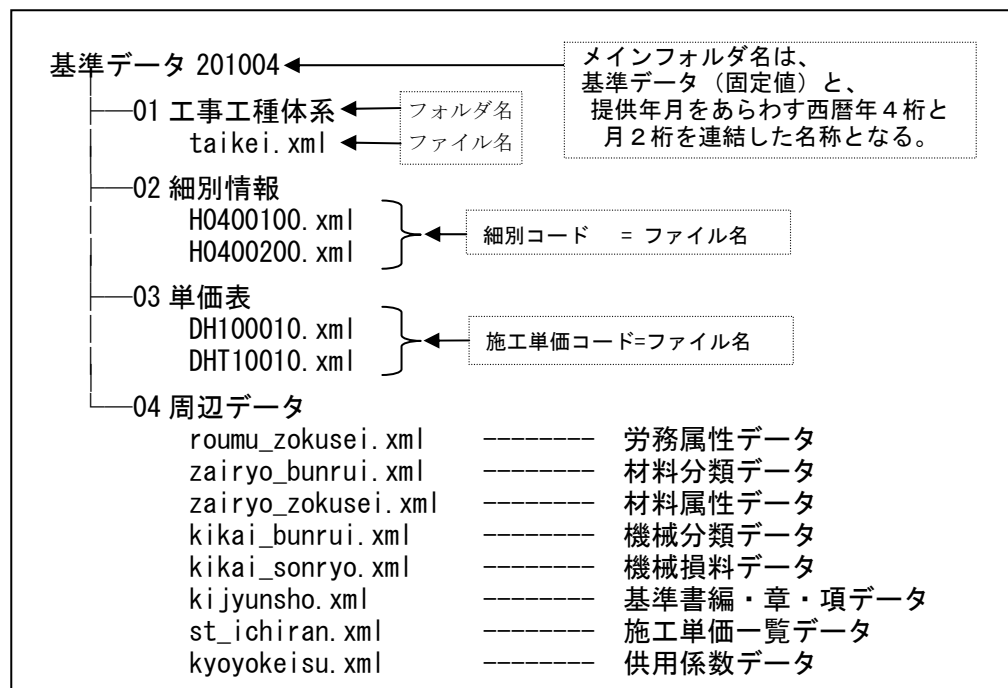 基準データ 201004
メインフォルダ名は、
基準データ（固定値）と、
提供年月をあらわす西暦年４桁と
月２桁を連結した名称となる。
01 工事工種体系
フォルダ名
taikei.xml
ファイル名
02 細別情報
H0400100.xml
H0400200.xml
細別コード = ファイル名
03 単価表
DH100010.xml
DHT10010.xml
施工単価コード=ファイル名
04 周辺データ
roumu_zokusei.xml -------- 労務属性データ
zairyo_bunrui.xml -------- 材料分類データ
zairyo_zokusei.xml -------- 材料属性データ
kikai_bunrui.xml -------- 機械分類データ
kikai_sonryo.xml -------- 機械損料データ
kijyunsho.xml -------- 基準書編・章・項データ
st_ichiran.xml -------- 施工単価一覧データ
kyoyokeisu.xml -------- 供用係数データ